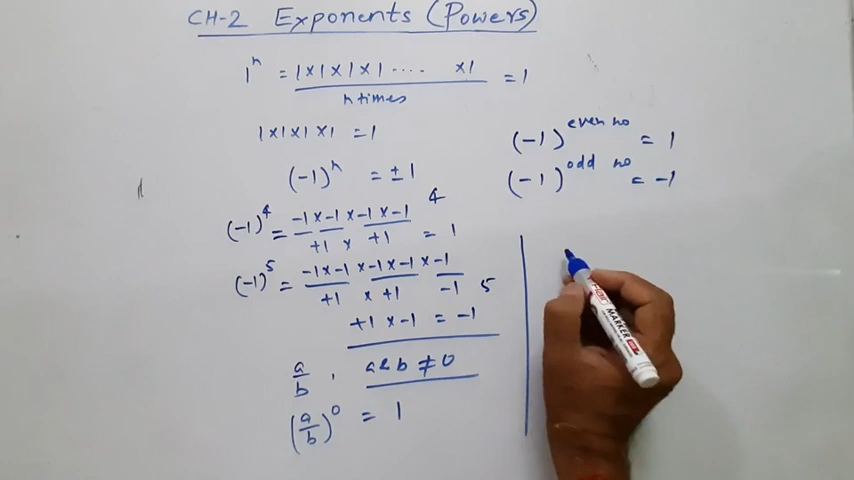 CH-2 Exponents (Powers)
1ⁿ = 1×1×1×1 .... ×1 = 1
n times
1×1×1×1 = 1
(-1)ⁿ = ±1
(-1)⁴ = -1×-1×-1×-1 4
+1 × +1 = 1
(-1)⁵ = -1×-1×-1×-1×-1
+1 × +1 -1 5
+1 × -1 = -1
a/b , a & b ≠ 0
(a/b)⁰ = 1
(-1)^even no = 1
(-1)^odd no = -1
MARKER